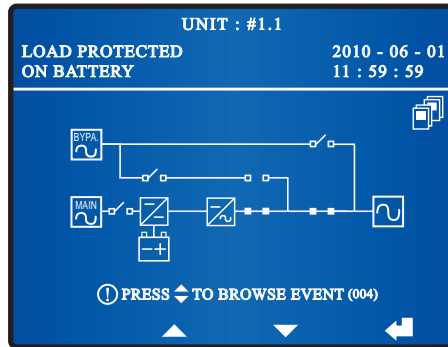 UNIT : #1.1
LOAD PROTECTED
2010 - 06 - 01
ON BATTERY
11 : 59 : 59
BYPA.
MAIN
! PRESS TO BROWSE EVENT (004)